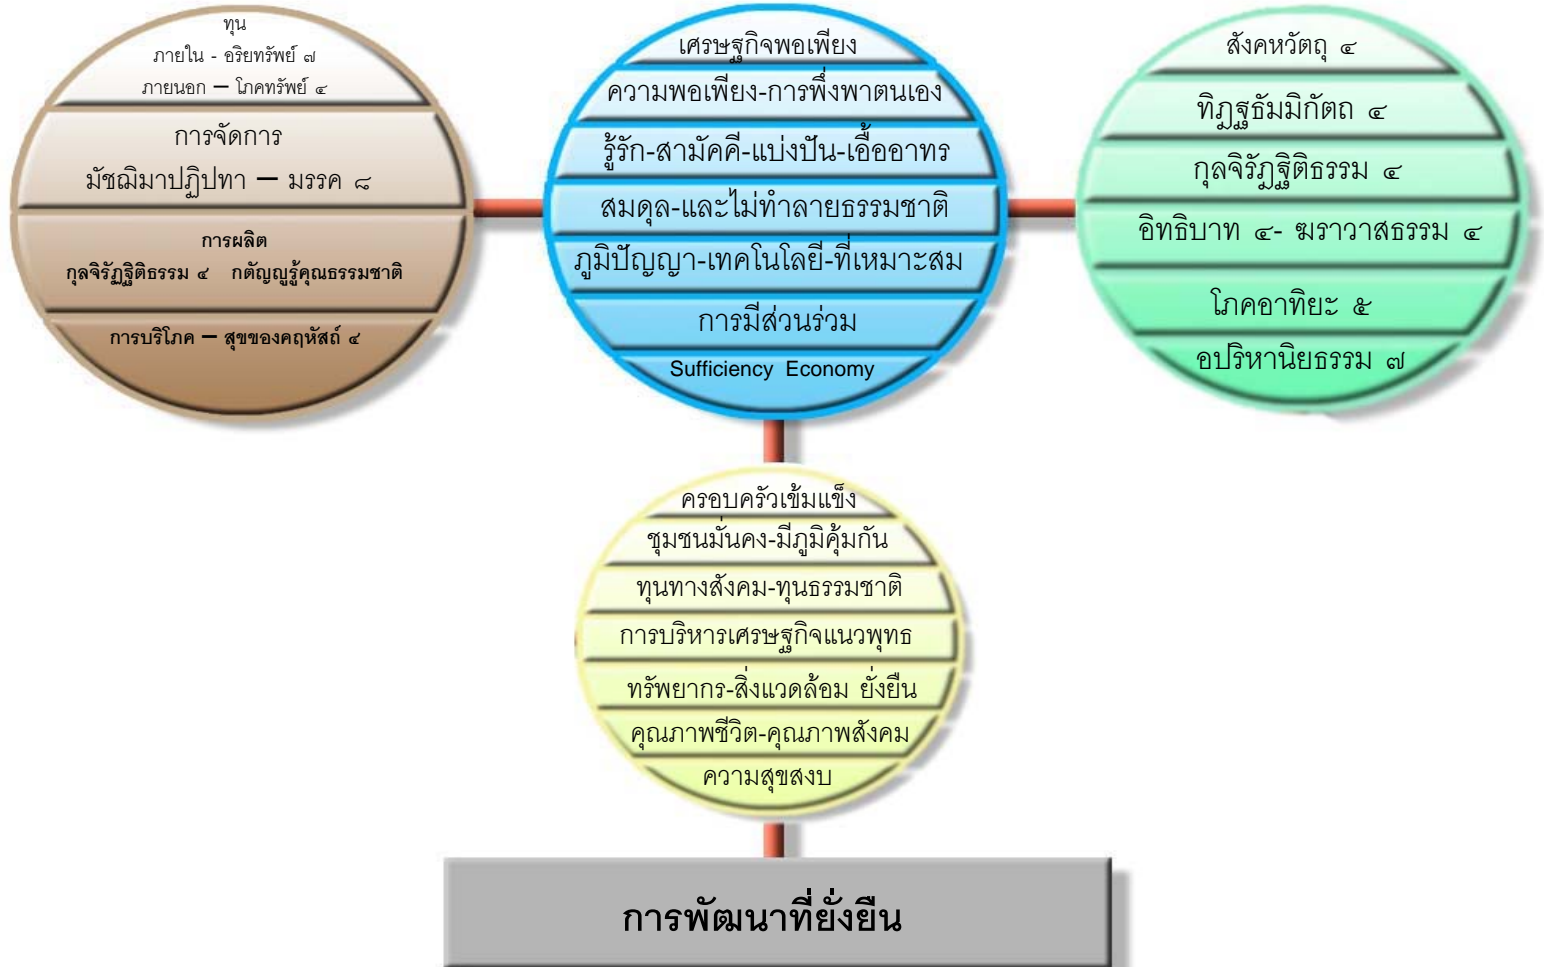 ทุน
ภายใน - อริยทรัพย์ ๗
ภายนอก – โภคทรัพย์ ๔
การจัดการ
มัชฌิมาปฏิปทา – มรรค ๘
การผลิต
กุลจิรัฏฐิติธรรม ๔ กตัญญูรู้คุณธรรมชาติ
การบริโภค – สุขของคฤหัสถ์ ๔
เศรษฐกิจพอเพียง
ความพอเพียง-การพึ่งพาตนเอง
รู้รัก-สามัคคี-แบ่งปัน-เอื้ออาทร
สมดุล-และไม่ทำลายธรรมชาติ
ภูมิปัญญา-เทคโนโลยี-ที่เหมาะสม
การมีส่วนร่วม
Sufficiency Economy
สังคหวัตถุ ๔
ทิฏฐธัมมิกัตถ ๔
กุลจิรัฏฐิติธรรม ๔
อิทธิบาท ๔- ฆราวาสธรรม ๔
โภคอาทิยะ ๕
อปริหานิยธรรม ๗
ครอบครัวเข้มแข็ง
ชุมชนมั่นคง-มีภูมิคุ้มกัน
ทุนทางสังคม-ทุนธรรมชาติ
การบริหารเศรษฐกิจแนวพุทธ
ทรัพยากร-สิ่งแวดล้อม ยั่งยืน
คุณภาพชีวิต-คุณภาพสังคม
ความสุขสงบ
การพัฒนาที่ยั่งยืน